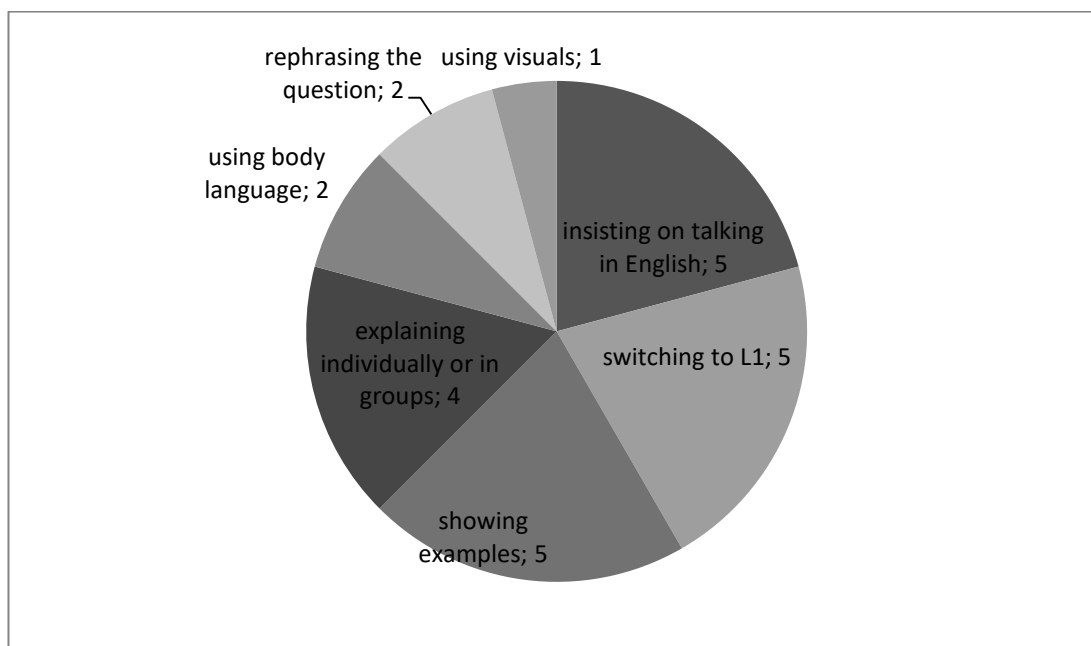 rephrasing the
question; 2
using visuals; 1
using body
language; 2
insisting on talking
in English; 5
switching to L1; 5
explaining
individually or in
groups; 4
showing
examples; 5